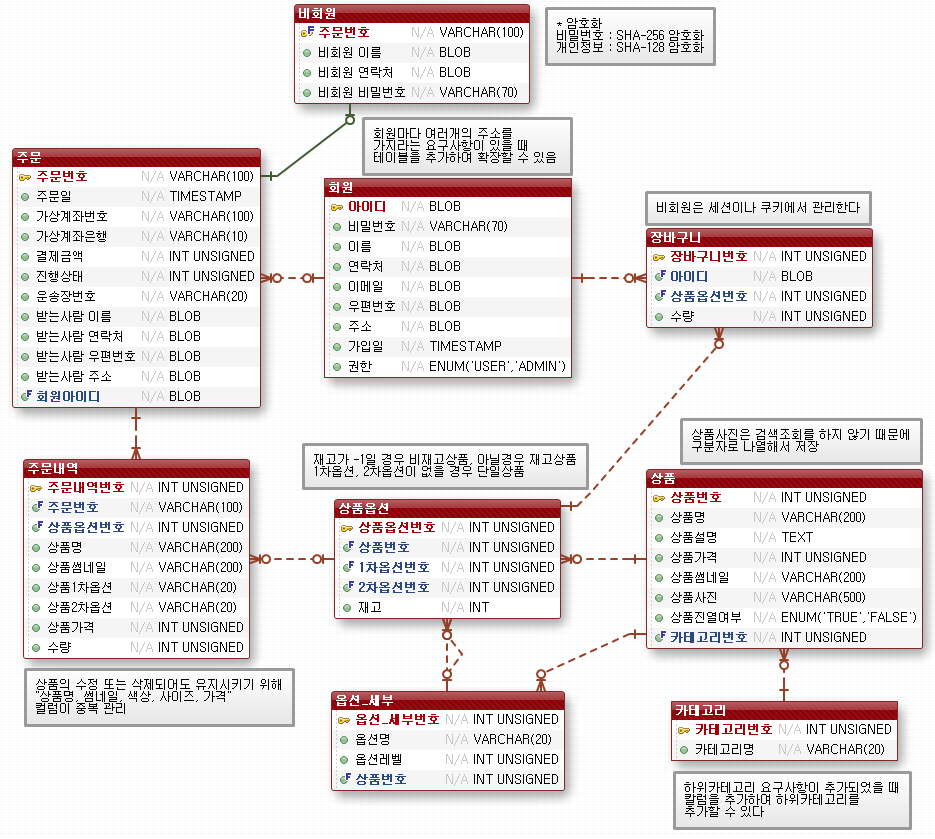 비회원
주문번호 N/A VARCHAR(100)
비회원 이름 N/A BLOB
비회원 연락처 N/A BLOB
비회원 비밀번호 N/A VARCHAR(70)
* 암호화
비밀번호 : SHA-256 암호화
개인정보 : SHA-128 암호화
회원마다 여러개의 주소를
가지라는 요구사항이 있을 때
테이블을 추가하며 확장할 수 있음
주문
주문번호 N/A VARCHAR(100)
주문일 N/A TIMESTAMP
가상계좌번호 N/A VARCHAR(100)
가상계좌은행 N/A VARCHAR(10)
결제금액 N/A INT UNSIGNED
진행상태 N/A INT UNSIGNED
운송장번호 N/A VARCHAR(20)
받는사람 이름 N/A BLOB
받는사람 연락처 N/A BLOB
받는사람 우편번호 N/A BLOB
받는사람 주소 N/A BLOB
회원아이디 N/A BLOB
회원
아이디 N/A BLOB
비밀번호 N/A VARCHAR(70)
이름 N/A BLOB
연락처 N/A BLOB
이메일 N/A BLOB
우편번호 N/A BLOB
주소 N/A BLOB
가입일 N/A TIMESTAMP
권한 N/A ENUM('USER','ADMIN')
비회원은 세션이나 쿠키에서 관리한다
장바구니
장바구니번호 N/A INT UNSIGNED
아이디 N/A BLOB
상품옵션번호 N/A INT UNSIGNED
수량 N/A INT UNSIGNED
상품사진은 검색조회를 하지 않기 때문에
구분자로 나열해서 저장
재고가 -1일 경우 비재고상품, 아닐경우 재고상품
1차옵션, 2차옵션이 없을 경우 단일상품
주문내역
주문내역번호 N/A INT UNSIGNED
주문번호 N/A VARCHAR(100)
상품옵션번호 N/A INT UNSIGNED
상품명 N/A VARCHAR(200)
상품썸네일 N/A VARCHAR(200)
상품1차옵션 N/A VARCHAR(20)
상품2차옵션 N/A VARCHAR(20)
상품가격 N/A INT UNSIGNED
수량 N/A INT UNSIGNED
상품옵션
상품옵션번호 N/A INT UNSIGNED
상품번호 N/A INT UNSIGNED
1차옵션번호 N/A INT UNSIGNED
2차옵션번호 N/A INT UNSIGNED
재고 N/A INT
상품
상품번호 N/A INT UNSIGNED
상품명 N/A VARCHAR(200)
상품설명 N/A TEXT
상품가격 N/A INT UNSIGNED
상품썸네일 N/A VARCHAR(200)
상품사진 N/A VARCHAR(500)
상품진열여부 N/A ENUM('TRUE','FALSE')
카테고리번호 N/A INT UNSIGNED
상품의 수정 또는 삭제되어도 유지시키기 위해
"상품명, 썸네일, 색상, 사이즈, 가격"
컬럼이 중복 관리
옵션_세부
옵션_세부번호 N/A INT UNSIGNED
옵션명 N/A VARCHAR(20)
옵션레벨 N/A INT UNSIGNED
상품번호 N/A INT UNSIGNED
카테고리
카테고리번호 N/A INT UNSIGNED
카테고리명 N/A VARCHAR(20)
하위카테고리 요구사항이 추가되었을 때
칼럼을 추가하여 하위카테고리를
추가할 수 있다